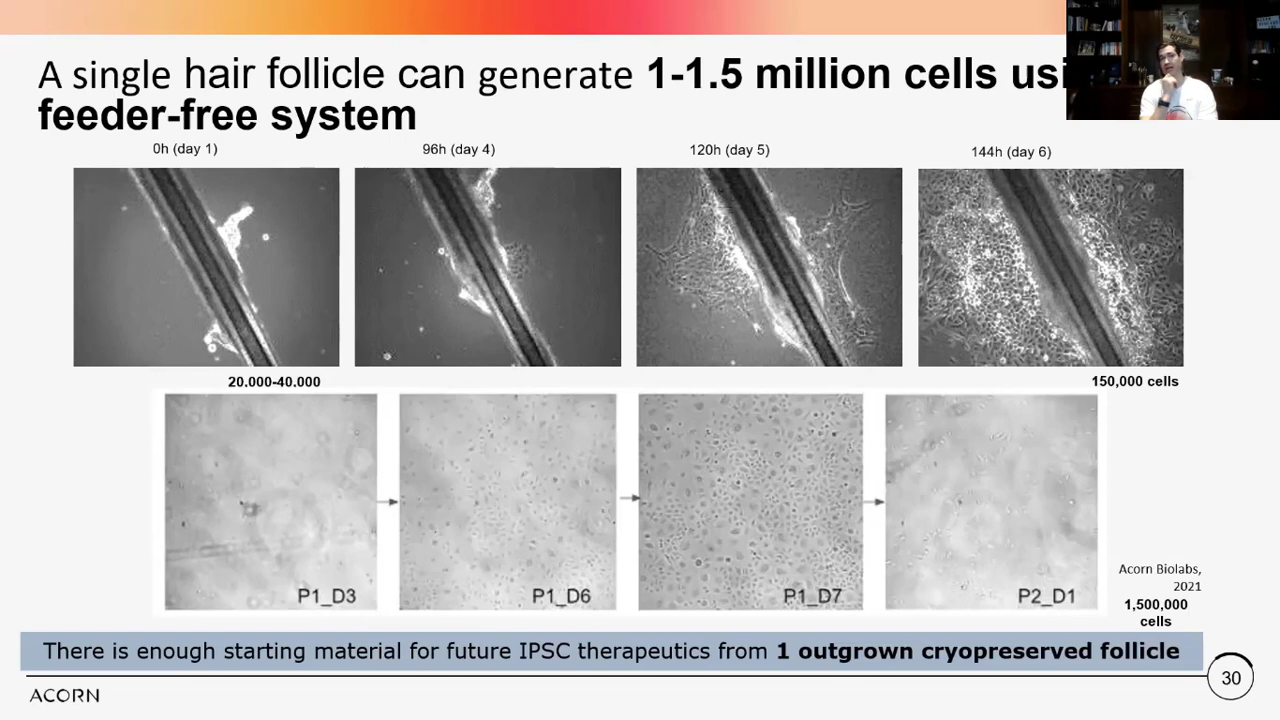 A single hair follicle can generate 1-1.5 million cells
feeder-free system
0h (day 1)
96h (day 4)
120h (day 5)
144h (day 6)
20.000-40.000
150,000 cells
P1_D3
P1_D6
P1_D7
P2_D1
Acorn Biolabs,
2021
1,500,000
cells
There is enough starting material for future IPSC therapeutics from 1 outgrown cryopreserved follicle
ACORN
30